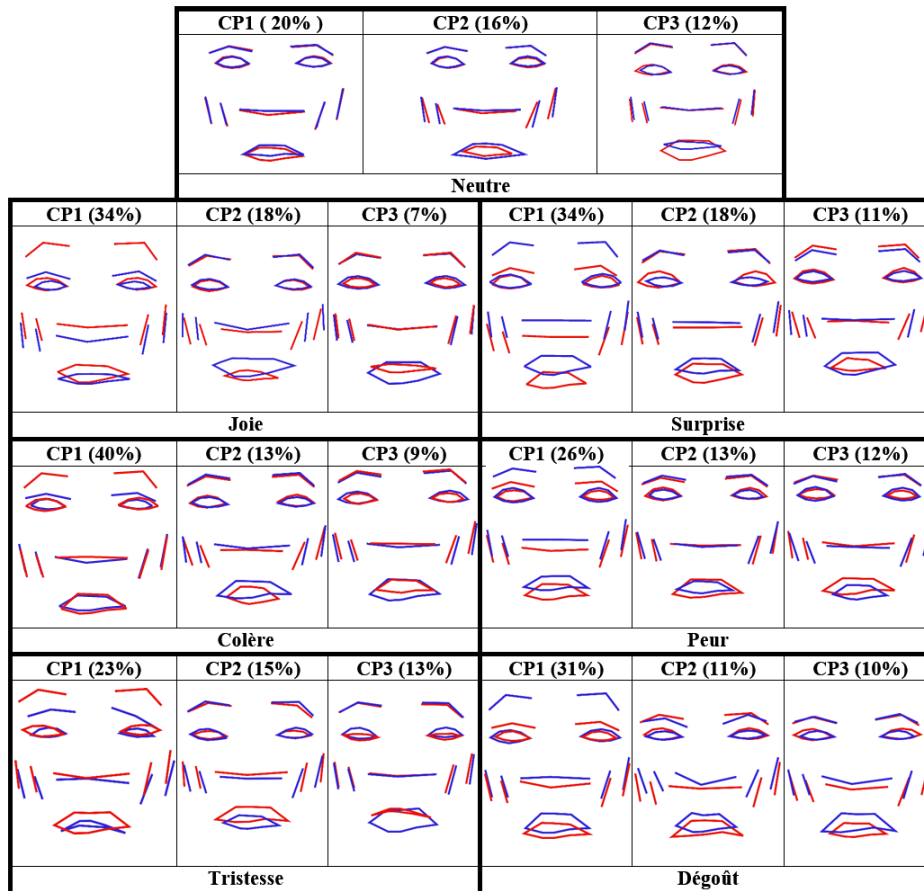 CP1 ( 20% ) CP2 (16%) CP3 (12%)
Neutre
CP1 (34%) CP2 (18%) CP3 (7%) CP1 (34%) CP2 (18%) CP3 (11%)
Joie Surprise
CP1 (40%) CP2 (13%) CP3 (9%) CP1 (26%) CP2 (13%) CP3 (12%)
Colère Peur
CP1 (23%) CP2 (15%) CP3 (13%) CP1 (31%) CP2 (11%) CP3 (10%)
Tristesse Dégoût